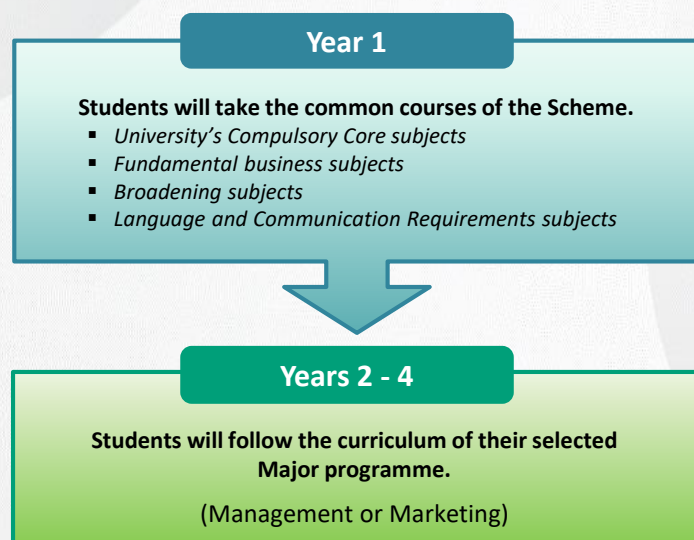 Year 1
Students will take the common courses of the Scheme.
▪ University's Compulsory Core subjects
▪ Fundamental business subjects
▪ Broadening subjects
▪ Language and Communication Requirements subjects
Years 2 - 4
Students will follow the curriculum of their selected
Major programme.
(Management or Marketing)